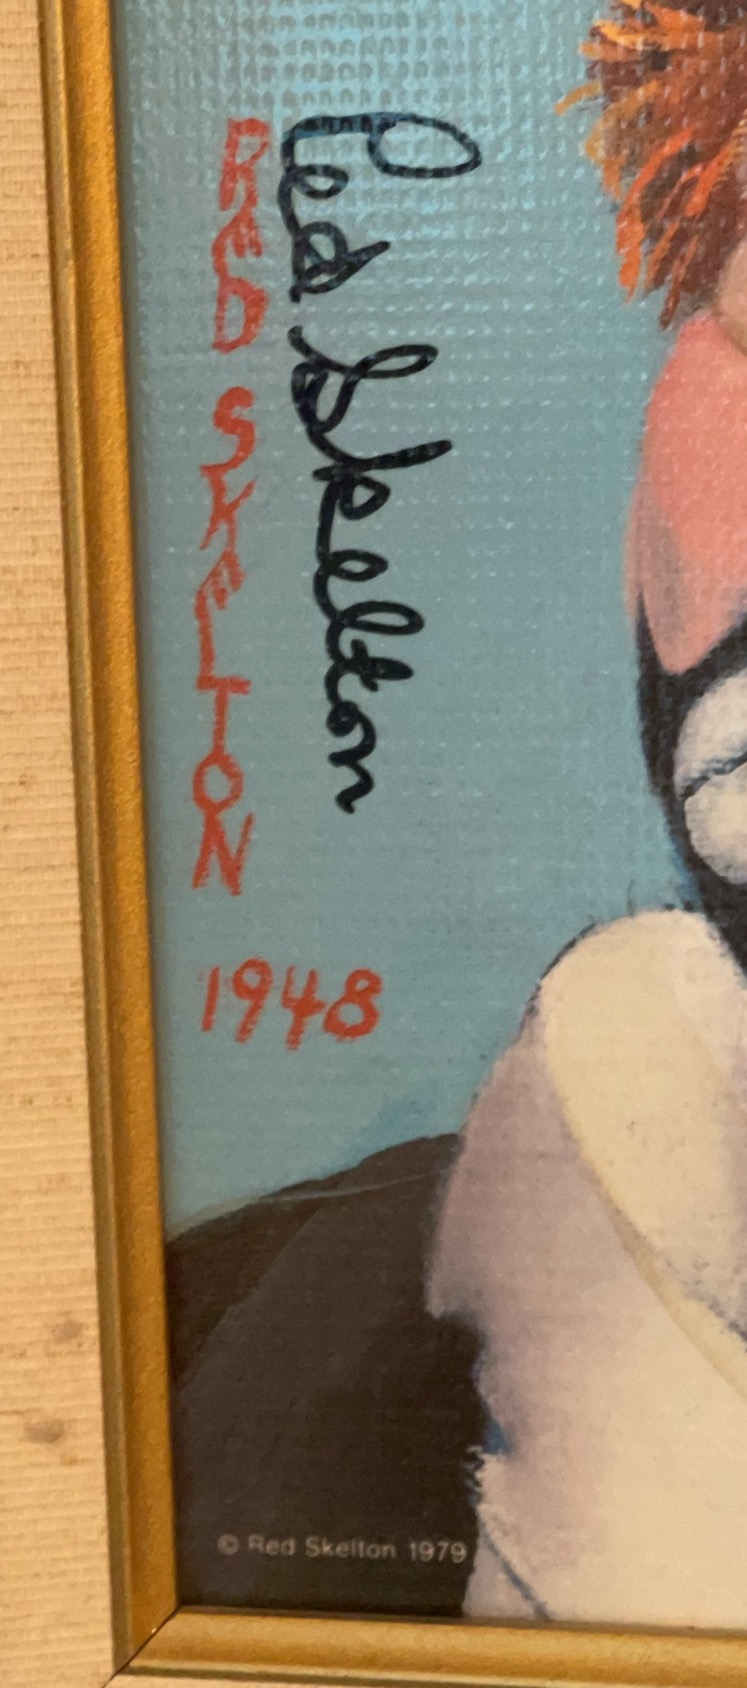 RED SKELTON
Red Skelton
1948
© Red Skelton 1979